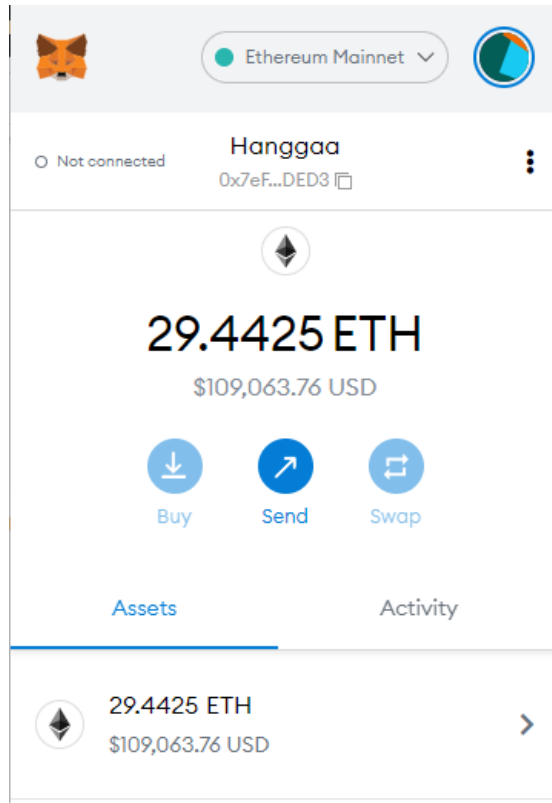 Ethereum Mainnet
Not connected
Hanggaa
0x7eF...DED3
29.4425 ETH
$109,063.76 USD
Buy
Send
Swap
Assets
Activity
29.4425 ETH
$109,063.76 USD